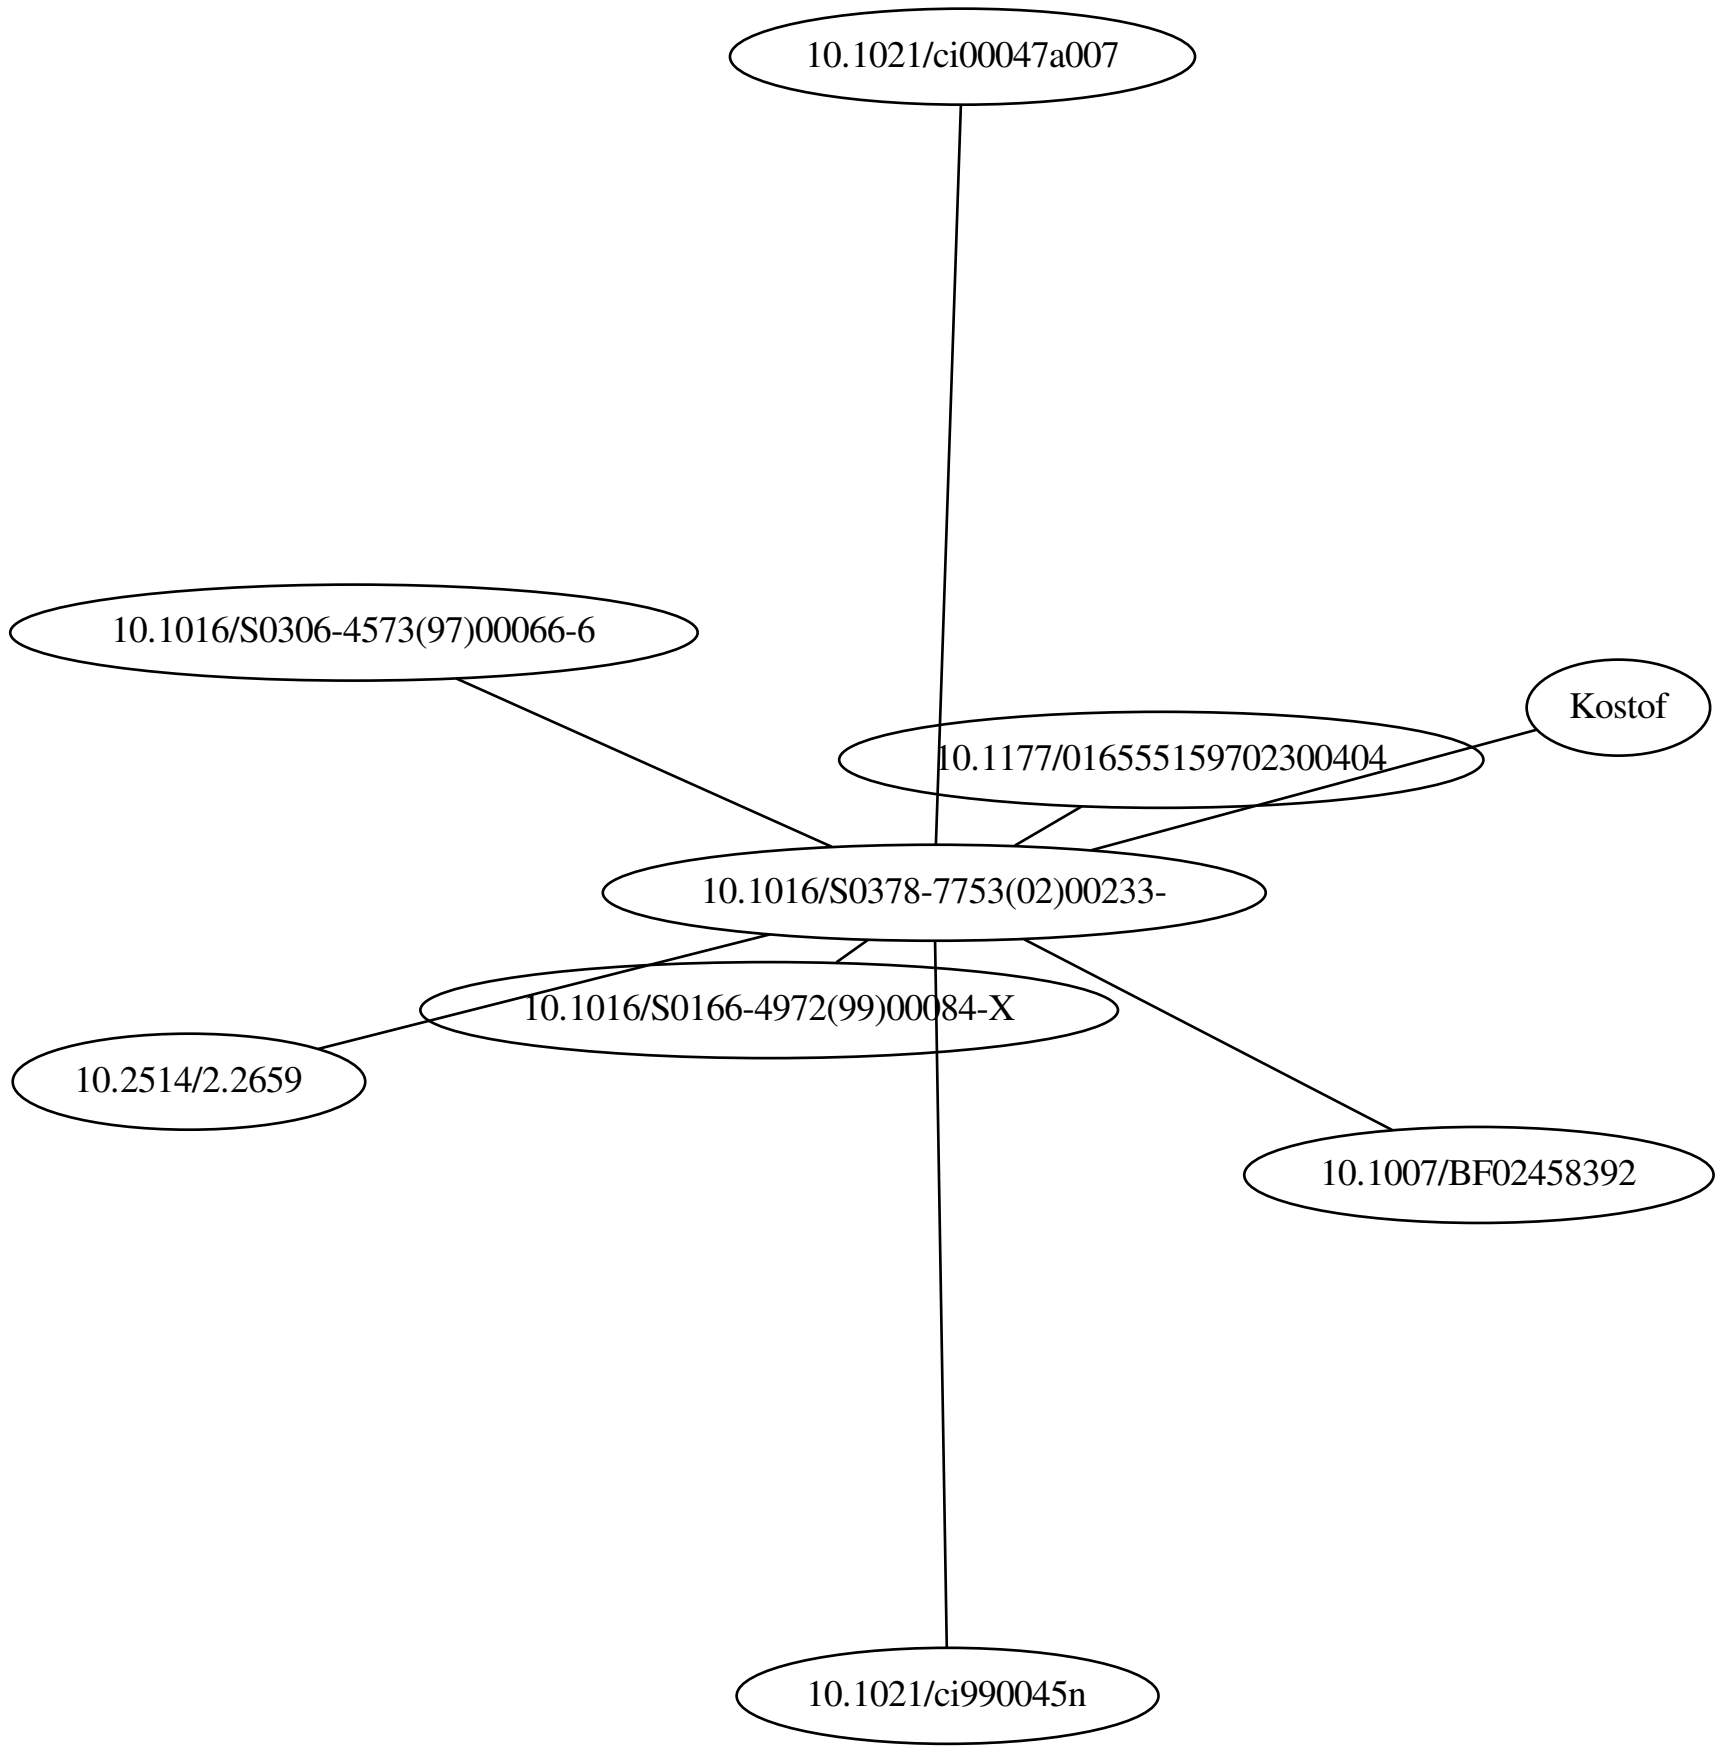 10.1021/ci00047a007
10.1016/S0306-4573(97)00066-6
Kostof
10.1177/016555159702300404
10.1016/S0378-7753(02)00233-
10.1016/S0166-4972(99)00084-X
10.2514/2.2659
10.1007/BF02458392
10.1021/ci990045n